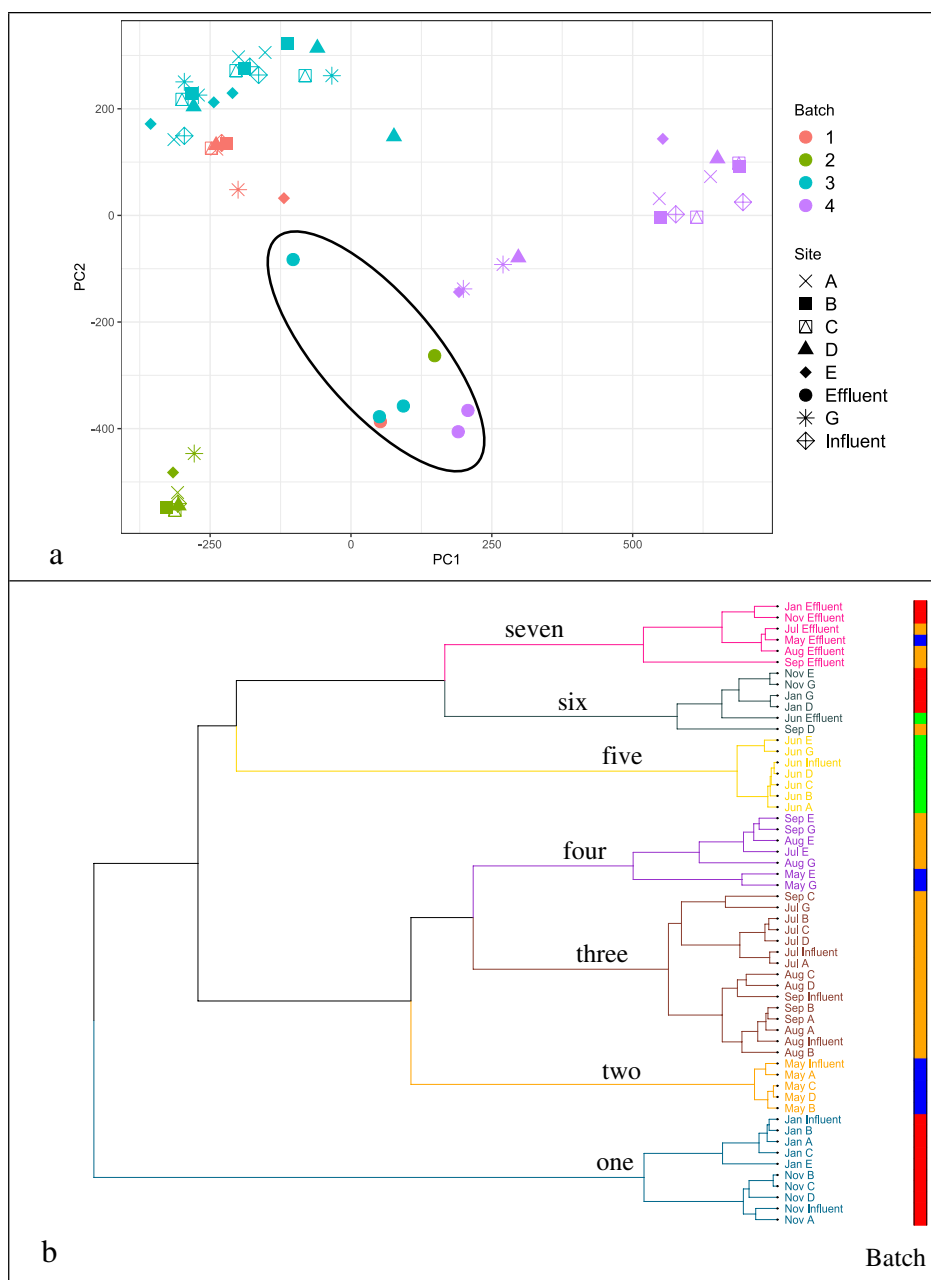 200
0
-200
-400
PC2
-250
0
250
500
PC1
Batch
1
2
3
4
Site
A
B
C
D
E
Effluent
G
Influent
a
seven
six
five
four
three
two
one
Jan Effluent
Nov Effluent
Jul Effluent
May Effluent
Aug Effluent
Sep Effluent
Nov E
Nov G
Jan G
Jan D
Jun Effluent
Sep D
Jun E
Jun G
Jun Influent
Jun D
Jun C
Jun B
Jun A
Sep E
Sep G
Aug E
Jul E
Aug G
May E
May G
Sep C
Jul G
Jul B
Jul C
Jul D
Jul Influent
Jul A
Aug C
Aug D
Sep Influent
Sep B
Sep A
Aug A
Aug Influent
Aug B
May Influent
May A
May C
May D
May B
Jan Influent
Jan B
Jan A
Jan C
Jan E
Nov B
Nov C
Nov D
Nov Influent
Nov A
b
Batch